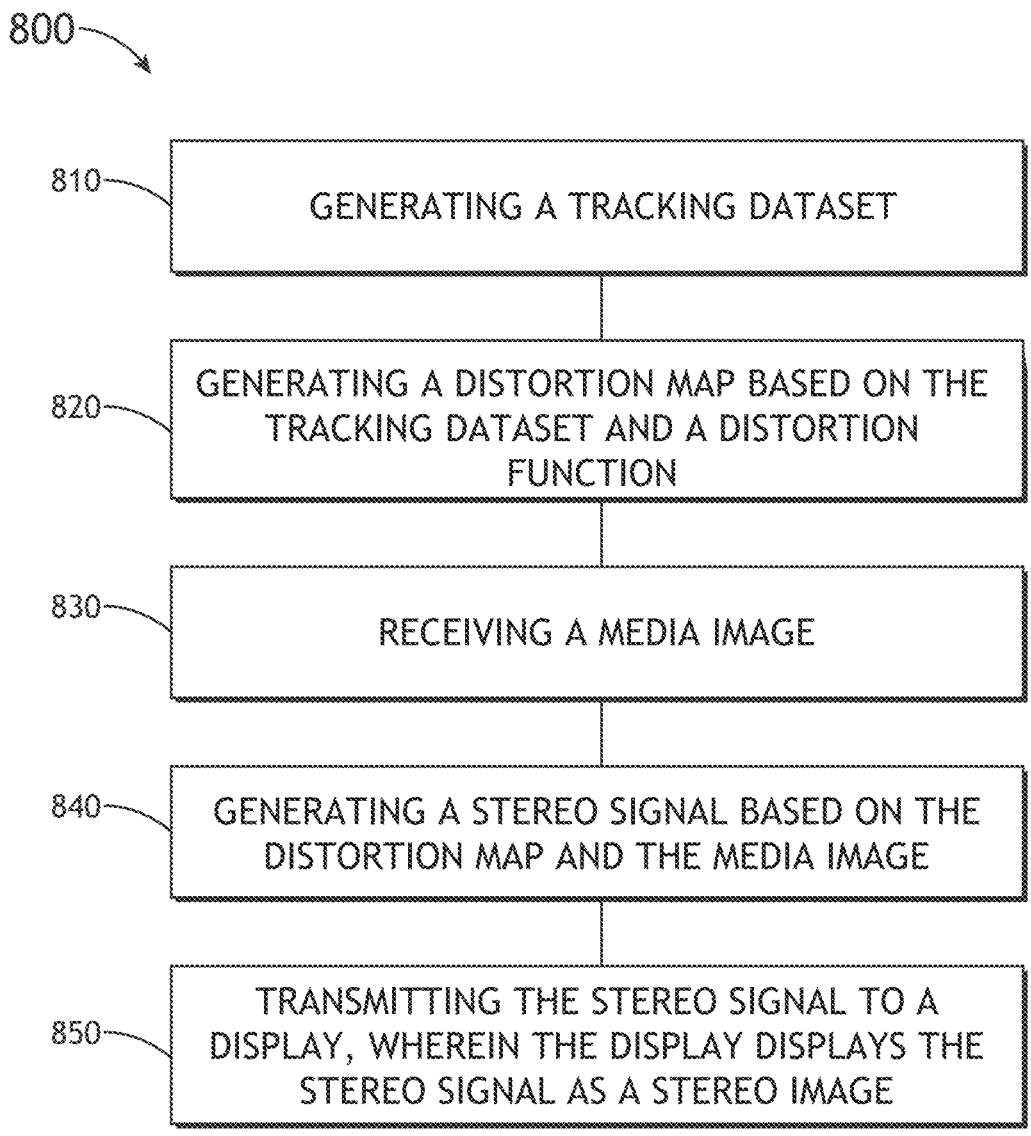 800
810
GENERATING A TRACKING DATASET
820
GENERATING A DISTORTION MAP BASED ON THE
TRACKING DATASET AND A DISTORTION
FUNCTION
830
RECEIVING A MEDIA IMAGE
840
GENERATING A STEREO SIGNAL BASED ON THE
DISTORTION MAP AND THE MEDIA IMAGE
850
TRANSMITTING THE STEREO SIGNAL TO A
DISPLAY, WHEREIN THE DISPLAY DISPLAYS THE
STEREO SIGNAL AS A STEREO IMAGE